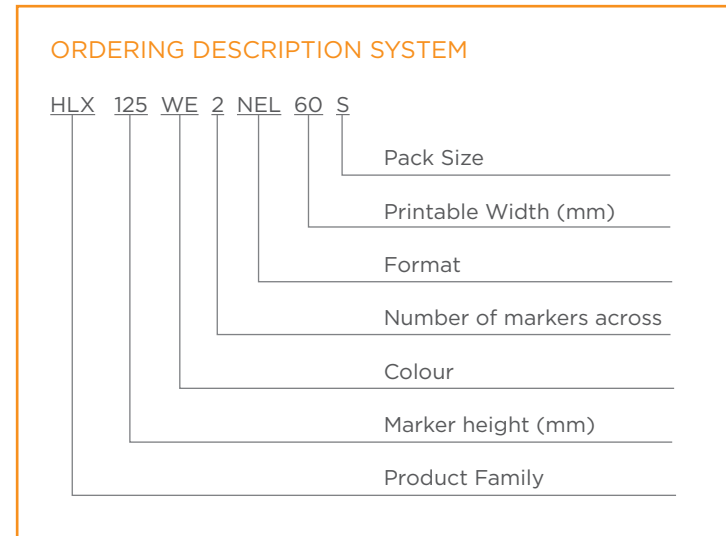 ORDERING DESCRIPTION SYSTEM
HLX 125 WE 2 NEL 60 S
Pack Size
Printable Width (mm)
Format
Number of markers across
Colour
Marker height (mm)
Product Family